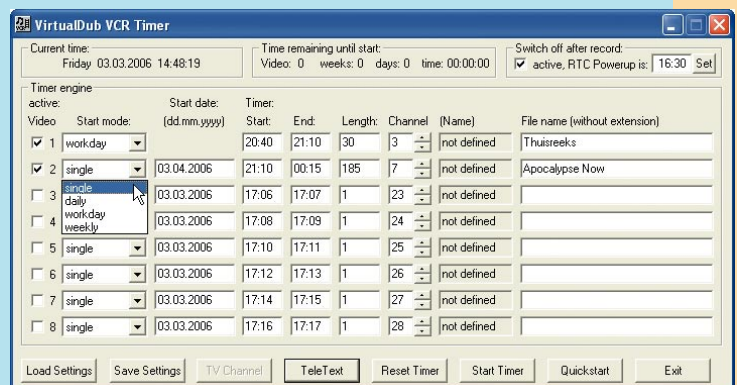 VirtualDub VCR Timer
Current time:
Friday 03.03.2006 14:48:19
Time remaining until start:
Video: 0 weeks: 0 days: 0 time: 00:00:00
Switch off after record:
active, RTC Powerup is: 16:30 Set
Timer engine
active: Start date: Timer:
Video Start mode: (dd.mm.yyyy) Start: End: Length: Channel (Name) File name (without extension)
1 workday 20:40 21:10 30 3 not defined Thuisreeks
2 single 03.04.2006 21:10 00:15 185 7 not defined Apocalypse Now
single
daily
workday
weekly
3 03.03.2006 17:06 17:07 1 23 not defined
4 03.03.2006 17:08 17:09 1 24 not defined
5 single 03.03.2006 17:10 17:11 1 25 not defined
6 single 03.03.2006 17:12 17:13 1 26 not defined
7 single 03.03.2006 17:14 17:15 1 27 not defined
8 single 03.03.2006 17:16 17:17 1 28 not defined
Load Settings Save Settings TV Channel TeleText Reset Timer Start Timer Quickstart Exit